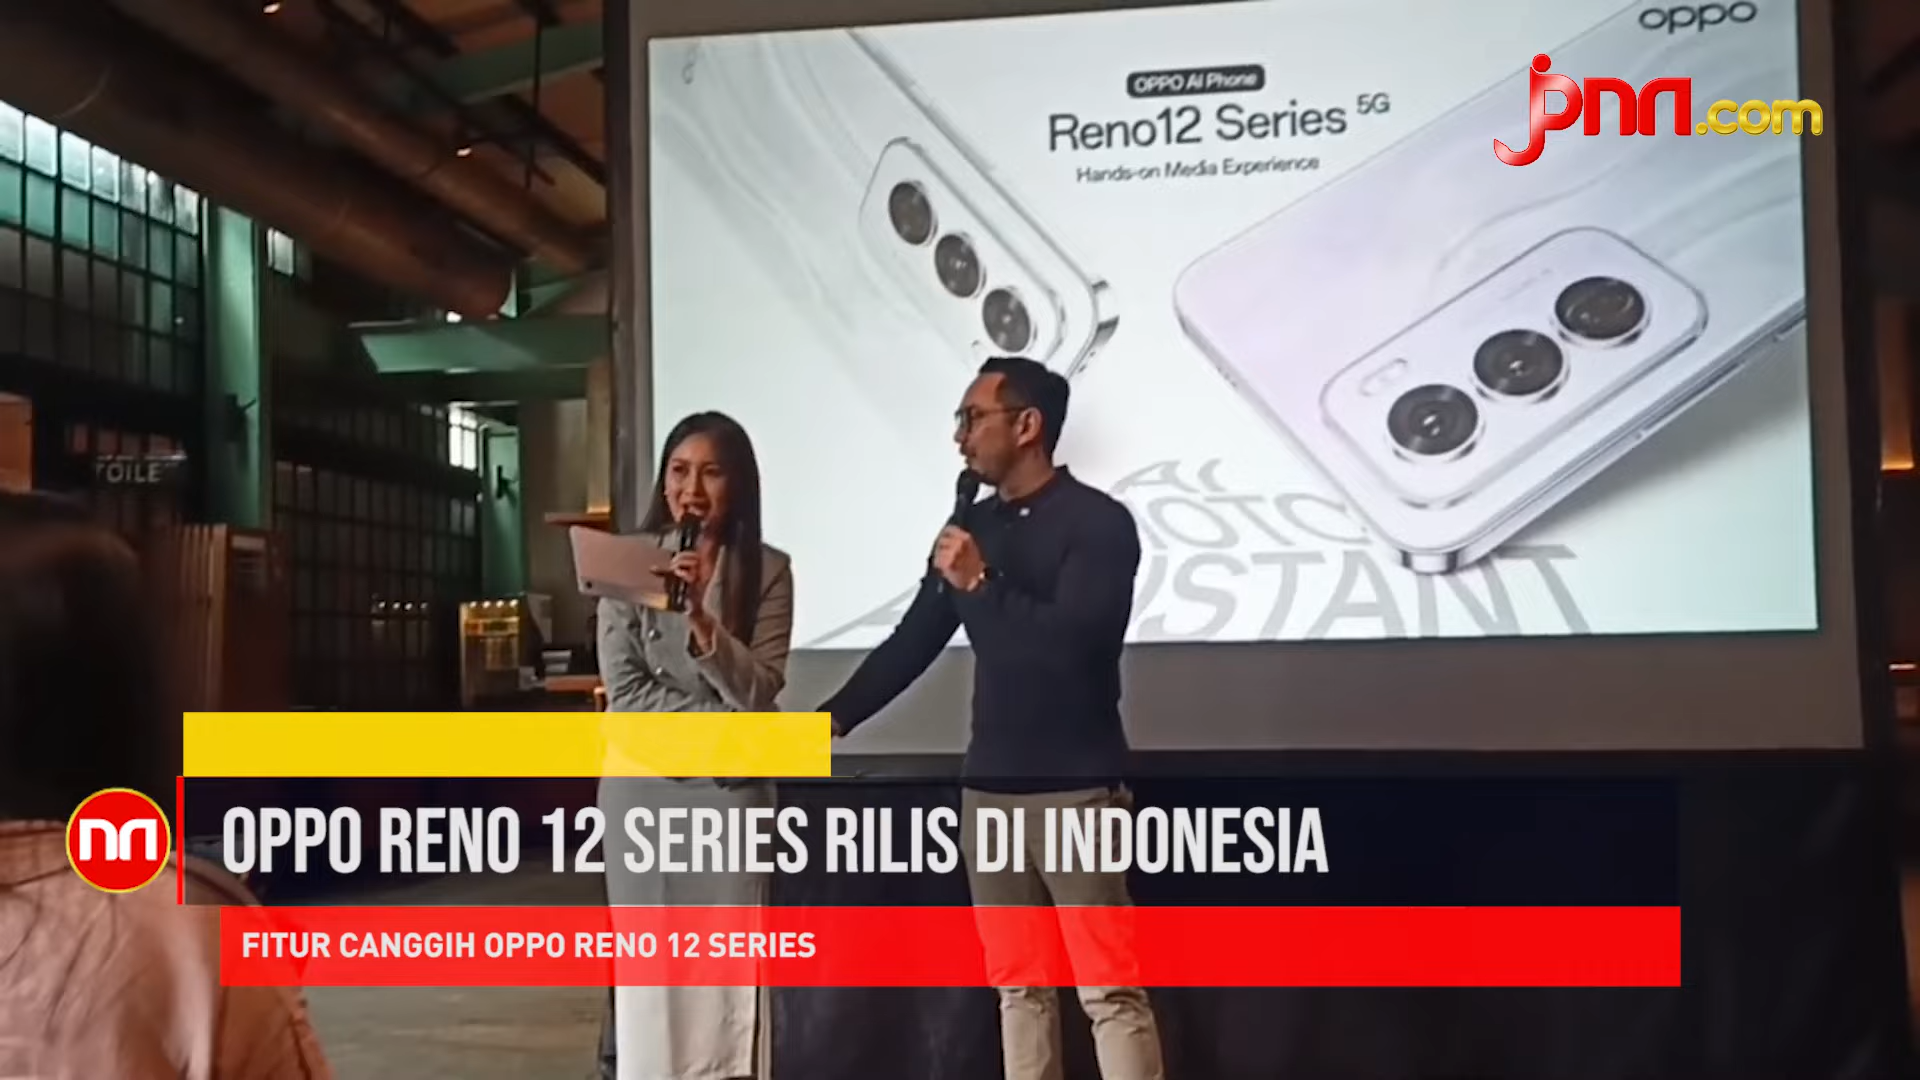 oppo
jpnn.com
OPPO AI Phone
Reno12 Series 5G
Hands-on Media Experience
TOILET
OPPO RENO 12 SERIES RILIS DI INDONESIA
FITUR CANGGIH OPPO RENO 12 SERIES